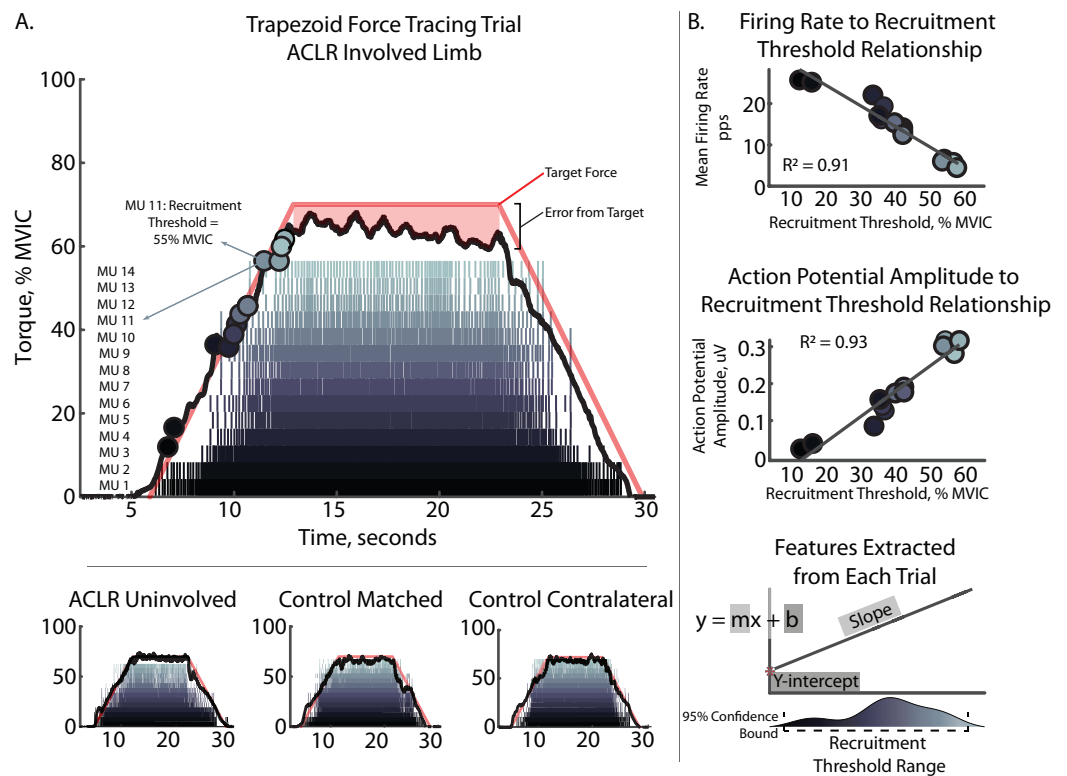 A.
Trapezoid Force Tracing Trial
ACLR Involved Limb
100
80
60
40
20
0
Torque, % MVIC
Target Force
Error from Target
MU 11: Recruitment
Threshold =
55% MVIC
MU 14
MU 13
MU 12
MU 11
MU 10
MU 9
MU 8
MU 7
MU 6
MU 5
MU 4
MU 3
MU 2
MU 1
5 10 15 20 25 30
Time, seconds
ACLR Uninvolved
100
50
0
10 20 30
Control Matched
100
50
0
10 20 30
Control Contralateral
100
50
0
10 20 30
B.
Firing Rate to Recruitment
Threshold Relationship
Mean Firing Rate
pps
20
10
0
R² = 0.91
10 20 30 40 50 60
Recruitment Threshold, % MVIC
Action Potential Amplitude to
Recruitment Threshold Relationship
Action Potential
Amplitude, uV
0.3
0.2
0.1
0
R² = 0.93
10 20 30 40 50 60
Recruitment Threshold, % MVIC
Features Extracted
from Each Trial
y = mx + b
Slope
Y-intercept
95% Confidence
Bound
Recruitment
Threshold Range